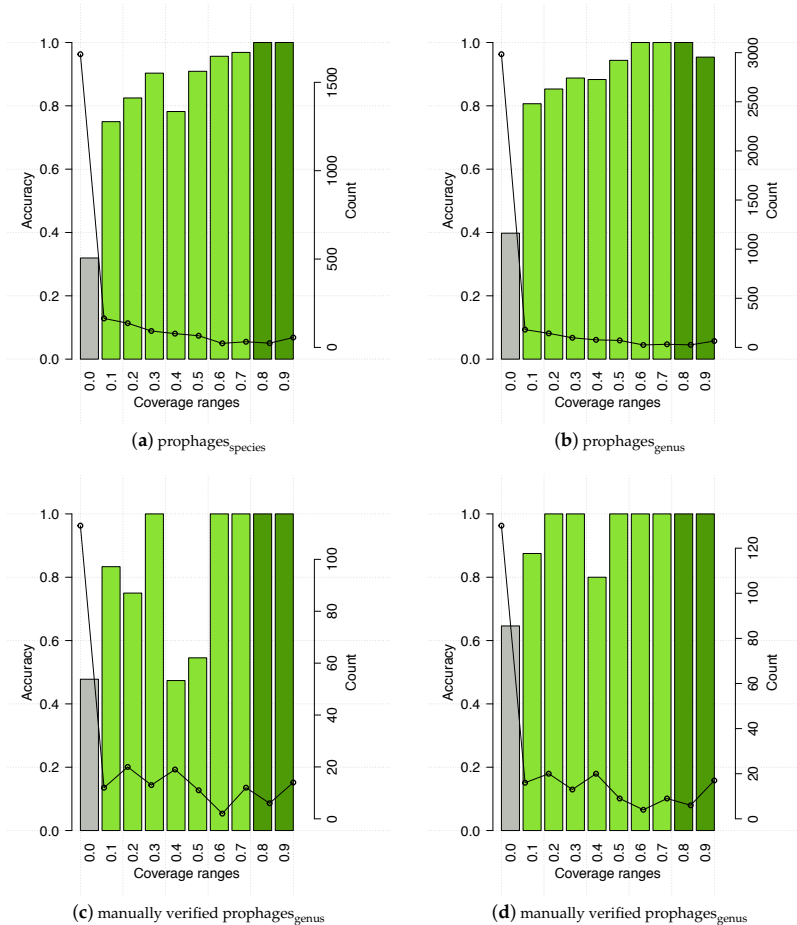 1.0
0.8
0.6
0.4
0.2
0.0
Accuracy
1500
1000
500
0
Count
0.0 0.1 0.2 0.3 0.4 0.5 0.6 0.7 0.8 0.9
Coverage ranges
(a) prophages species
1.0
0.8
0.6
0.4
0.2
0.0
Accuracy
3000
2500
2000
1500
1000
500
0
Count
0.0 0.1 0.2 0.3 0.4 0.5 0.6 0.7 0.8 0.9
Coverage ranges
(b) prophages genus
1.0
0.8
0.6
0.4
0.2
0.0
Accuracy
100
80
60
40
20
0
Count
0.0 0.1 0.2 0.3 0.4 0.5 0.6 0.7 0.8 0.9
Coverage ranges
(c) manually verified prophages genus
1.0
0.8
0.6
0.4
0.2
0.0
Accuracy
120
100
80
60
40
20
0
Count
0.0 0.1 0.2 0.3 0.4 0.5 0.6 0.7 0.8 0.9
Coverage ranges
(d) manually verified prophages genus